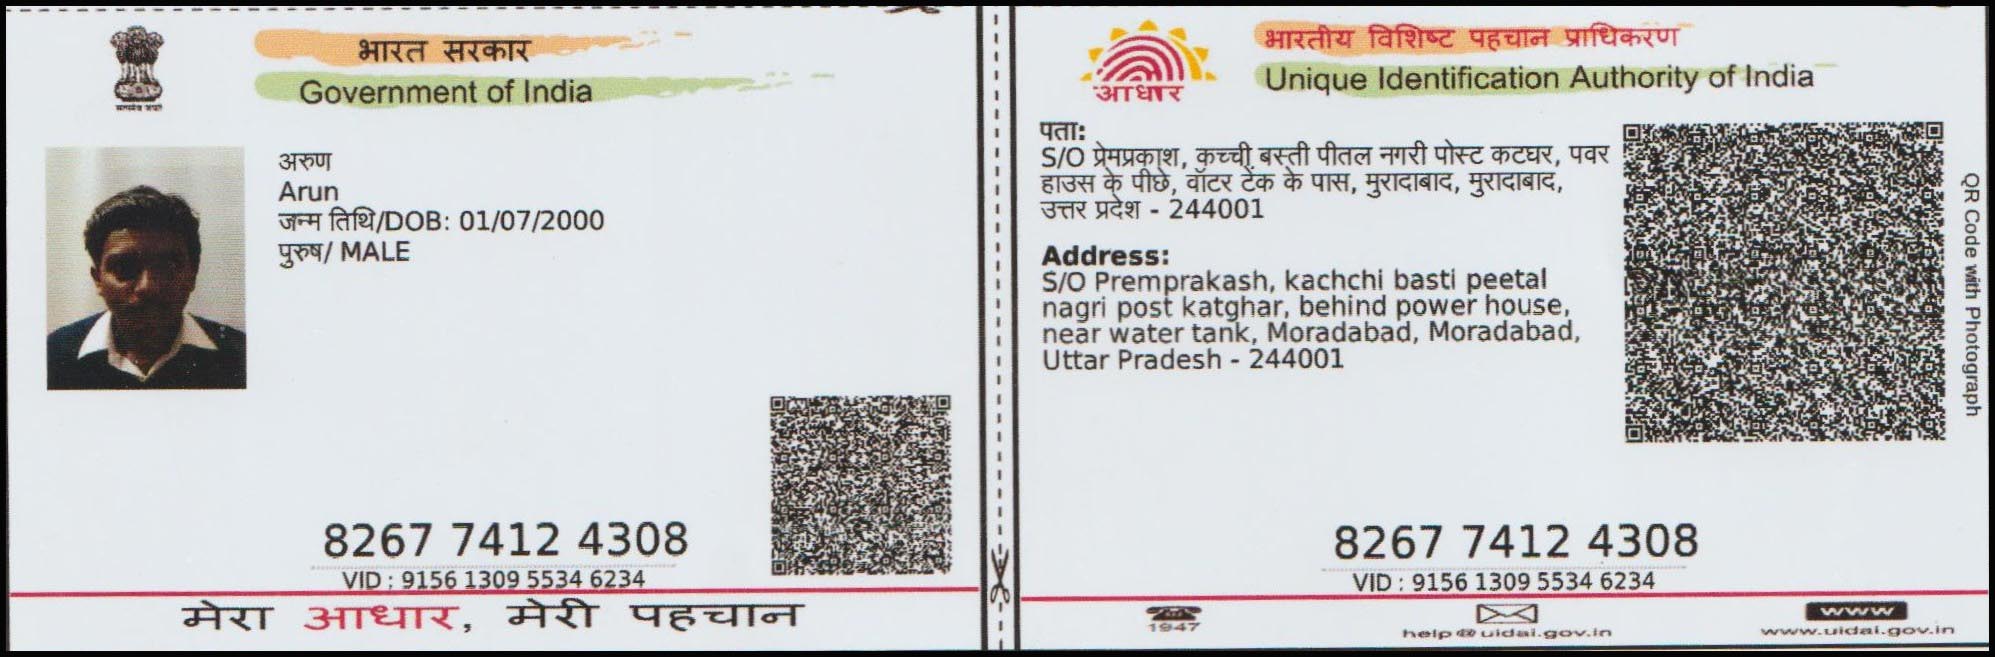 भारत सरकार
Government of India
अरुण
Arun
जन्म तिथि/DOB: 01/07/2000
पुरुष/ MALE
8267 7412 4308
VID : 9156 1309 5534 6234
मेरा आधार, मेरी पहचान
आधार
भारतीय विशिष्ट पहचान प्राधिकरण
Unique Identification Authority of India
पता:
S/O प्रेमप्रकाश, कच्ची बस्ती पीतल नगरी पोस्ट कटघर, पवर
हाउस के पीछे, वॉटर टेंक के पास, मुरादाबाद, मुरादाबाद,
उत्तर प्रदेश - 244001
Address:
S/O Premprakash, kachchi basti peetal
nagri post katghar, behind power house,
near water tank, Moradabad, Moradabad,
Uttar Pradesh - 244001
QR Code with Photograph
8267 7412 4308
VID : 9156 1309 5534 6234
1947
help@uidai.gov.in
www
www.uidai.gov.in